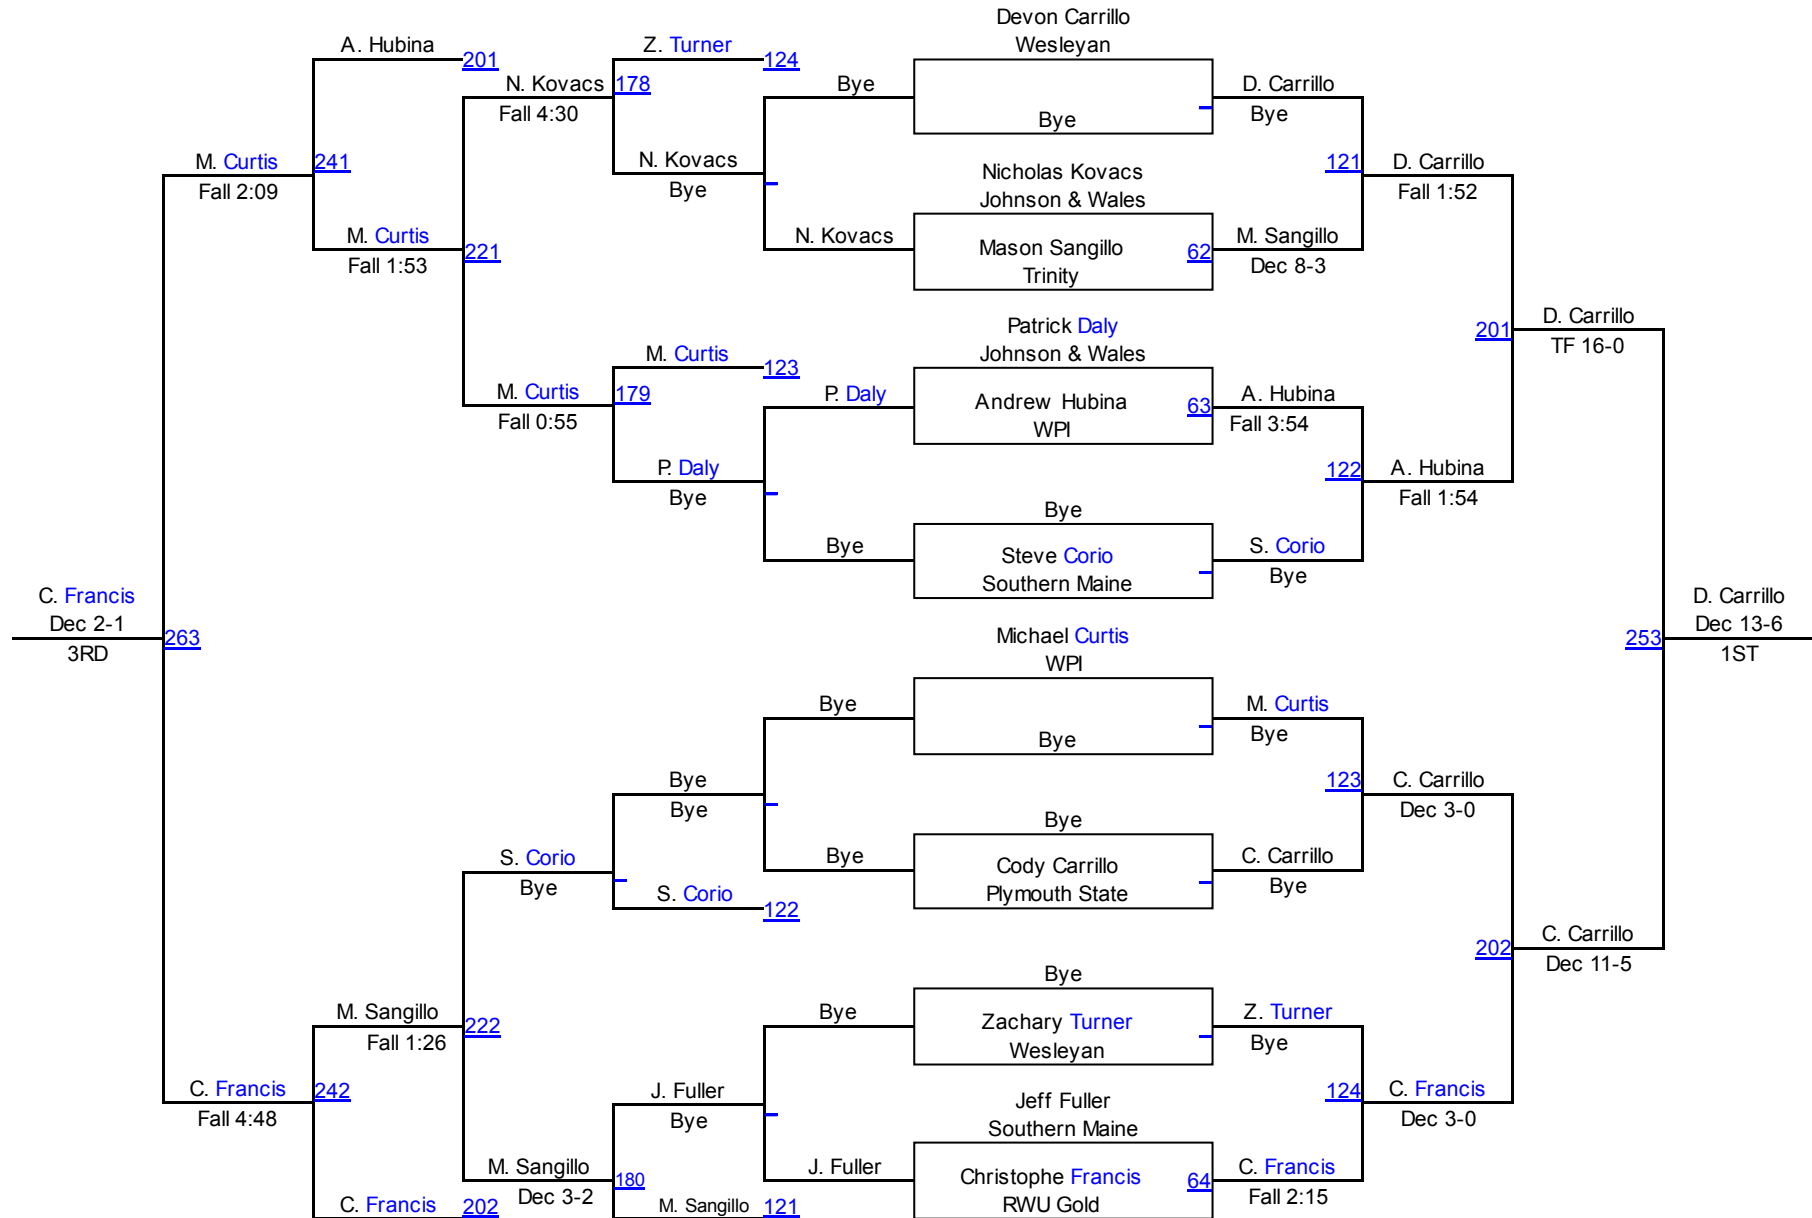 Devon Carrillo
A. Hubina
Z. Turner
Wesleyan
201
124
N. Kovacs
178
Bye
D. Carrillo
Fall 4:30
Bye
Bye
M. Curtis
241
N. Kovacs
Nicholas Kovacs
121
D. Carrillo
Fall 2:09
Bye
Johnson & Wales
Fall 1:52
M. Curtis
N. Kovacs
Mason Sangillo
62
M. Sangillo
Fall 1:53
221
Trinity
Dec 8-3
Patrick Daly
201
D. Carrillo
M. Curtis
Johnson & Wales
TF 16-0
123
M. Curtis
179
P. Daly
Andrew Hubina
63
A. Hubina
Fall 0:55
WPI
Fall 3:54
P. Daly
122
A. Hubina
Bye
Fall 1:54
Bye
Bye
Steve Corio
S. Corio
Southern Maine
Bye
C. Francis
D. Carrillo
Dec 2-1
Michael Curtis
Dec 13-6
3RD
263
WPI
253
1ST
Bye
M. Curtis
Bye
Bye
Bye
123
C. Carrillo
Bye
Bye
Dec 3-0
S. Corio
Bye
Cody Carrillo
C. Carrillo
Bye
Plymouth State
Bye
S. Corio
122
202
C. Carrillo
Bye
Dec 11-5
M. Sangillo
Bye
Zachary Turner
Z. Turner
Fall 1:26
222
Wesleyan
Bye
C. Francis
242
J. Fuller
Jeff Fuller
124
C. Francis
Fall 4:48
Bye
Southern Maine
Dec 3-0
M. Sangillo
180
J. Fuller
Christophe Francis
64
C. Francis
Dec 3-2
RWU Gold
Fall 2:15
C. Francis
202
M. Sangillo
121